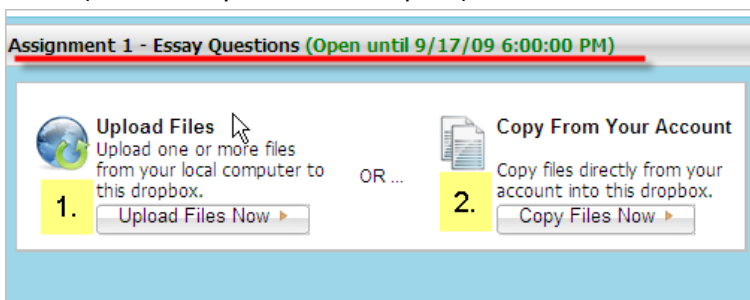 Assignment 1 - Essay Questions (Open until 9/17/09 6:00:00 PM)
Upload Files
Upload one or more files
from your local computer to
this dropbox.
1.
Upload Files Now
OR ...
Copy From Your Account
Copy files directly from your
account into this dropbox.
2.
Copy Files Now